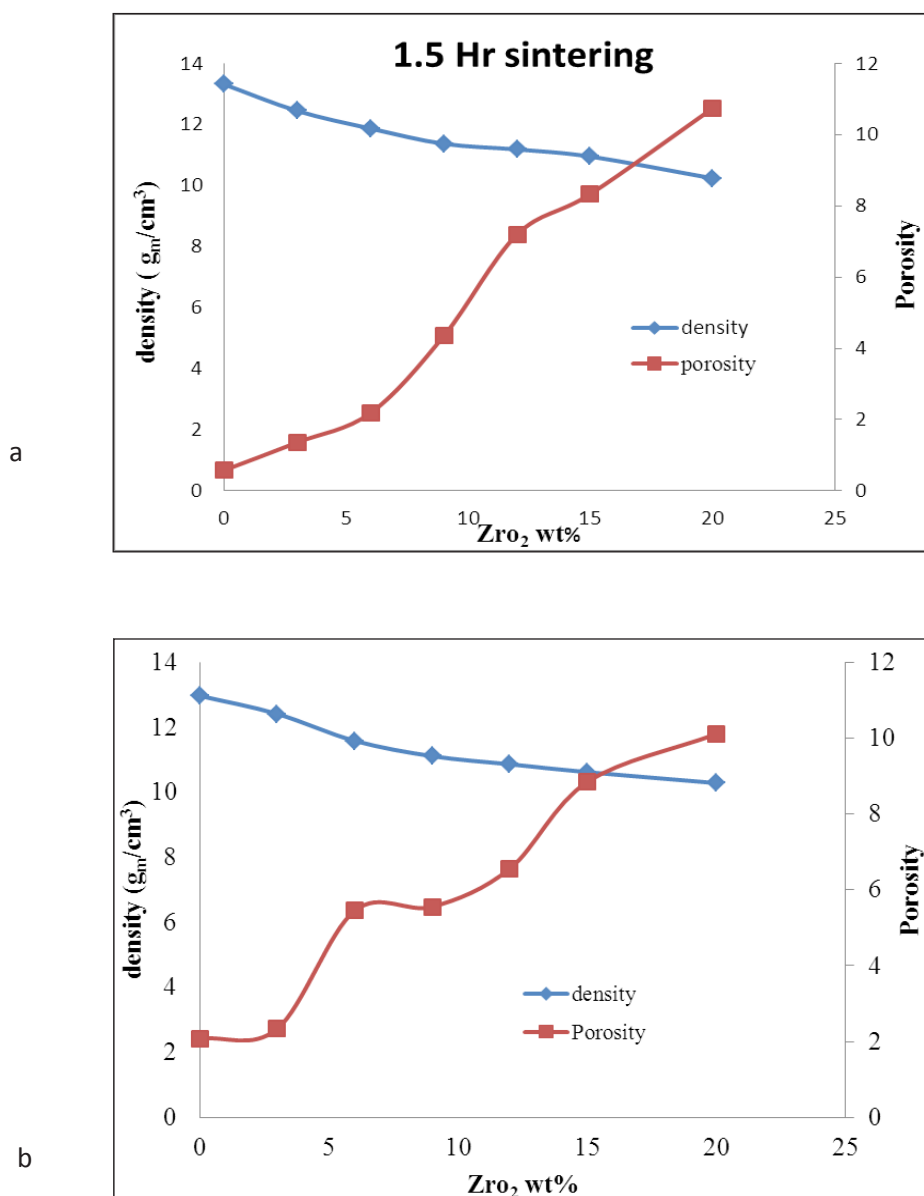 a
1.5 Hr sintering
14
12
10
8
6
4
2
0
density ( gm/cm³)
12
10
8
6
4
2
0
Porosity
density
porosity
0 5 10 15 20 25
Zro₂ wt%
b
14
12
10
8
6
4
2
0
density (gm/cm³)
12
10
8
6
4
2
0
Porosity
density
Porosity
0 5 10 15 20 25
Zro₂ wt%